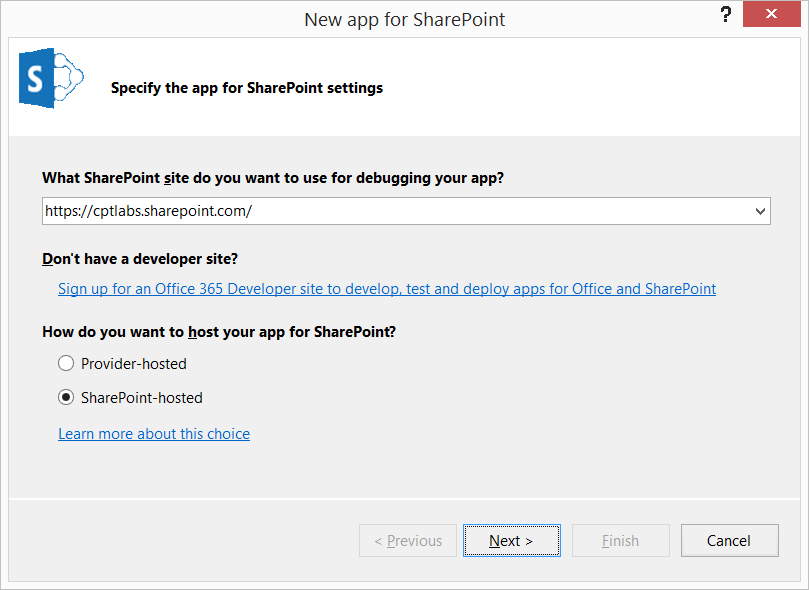 New app for SharePoint
?
S
Specify the app for SharePoint settings
What SharePoint site do you want to use for debugging your app?
https://cptlabs.sharepoint.com/
Don't have a developer site?
Sign up for an Office 365 Developer site to develop, test and deploy apps for Office and SharePoint
How do you want to host your app for SharePoint?
Provider-hosted
SharePoint-hosted
Learn more about this choice
< Previous Next > Finish Cancel